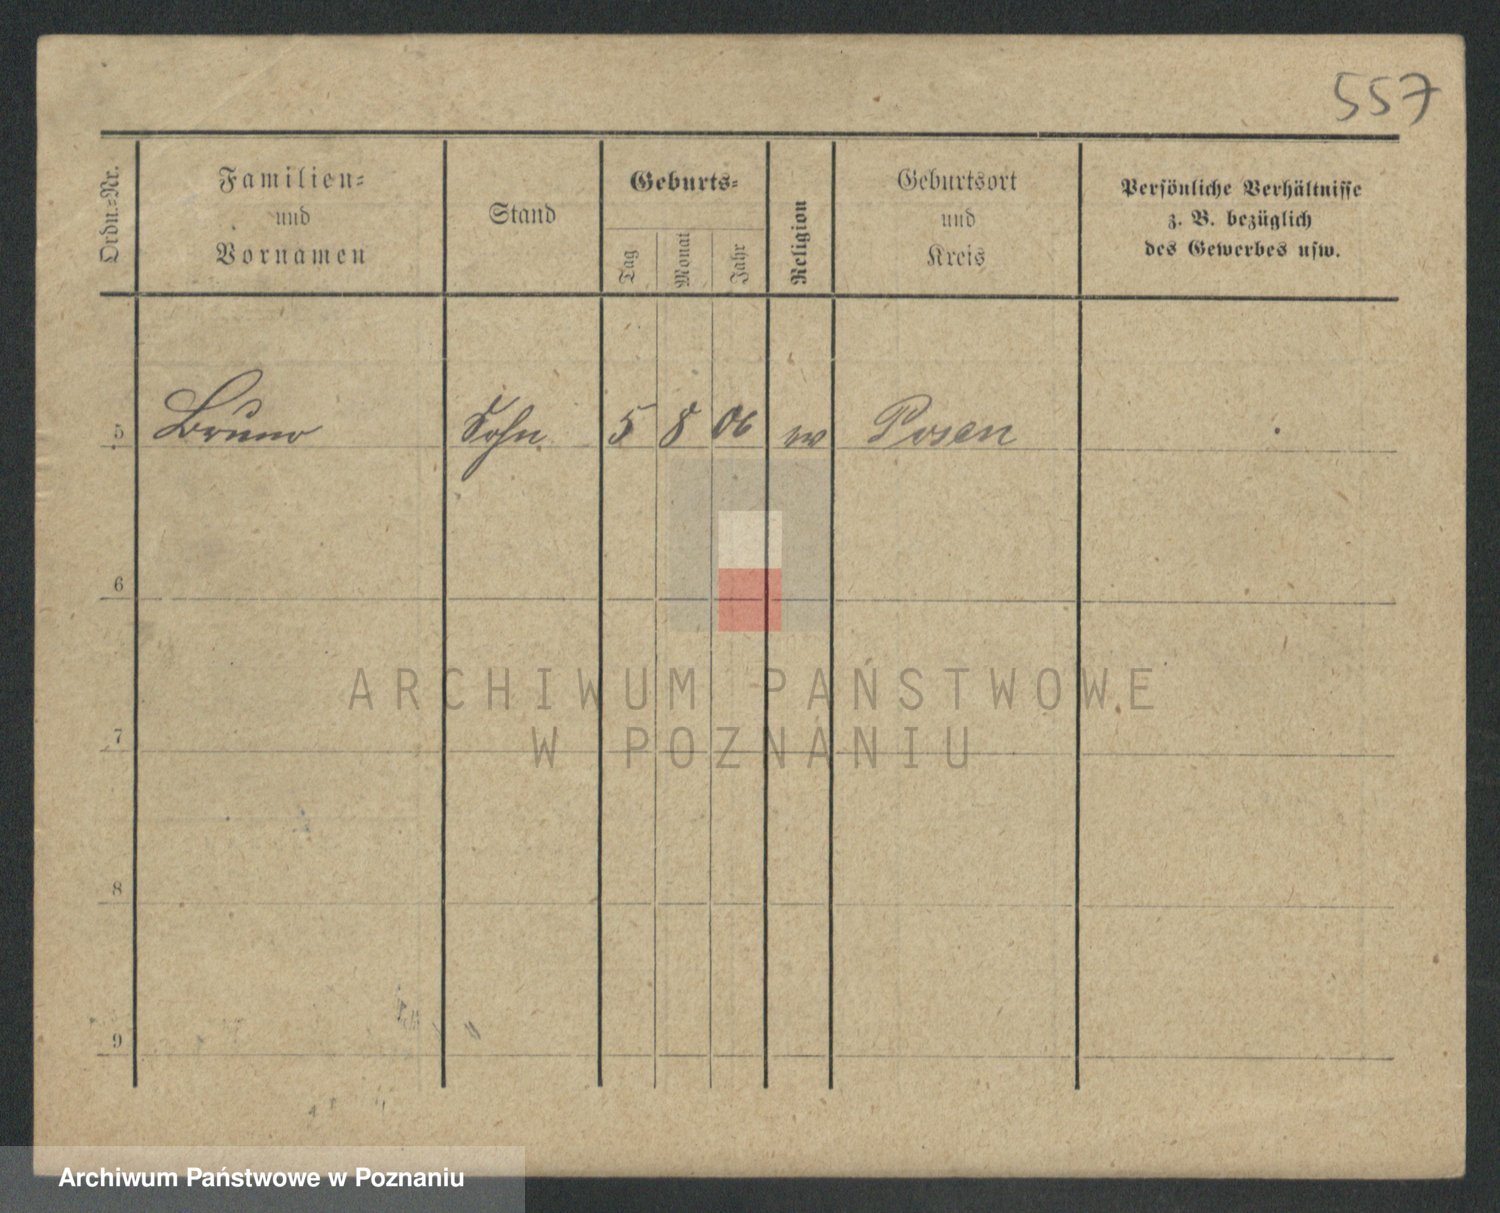 557
Ordn.=Nr.
Familien=
und
Vornamen
Stand
Geburts=
Tag
Monat
Jahr
Religion
Geburtsort
und
Kreis
Persönliche Verhältnisse
z. B. bezüglich
des Gewerbes usw.
5 Bruno Sohn 5 8 06 Posen
6
7
8
9
ARCHIWUM PAŃSTWOWE
W POZNANIU
Archiwum Państwowe w Poznaniu